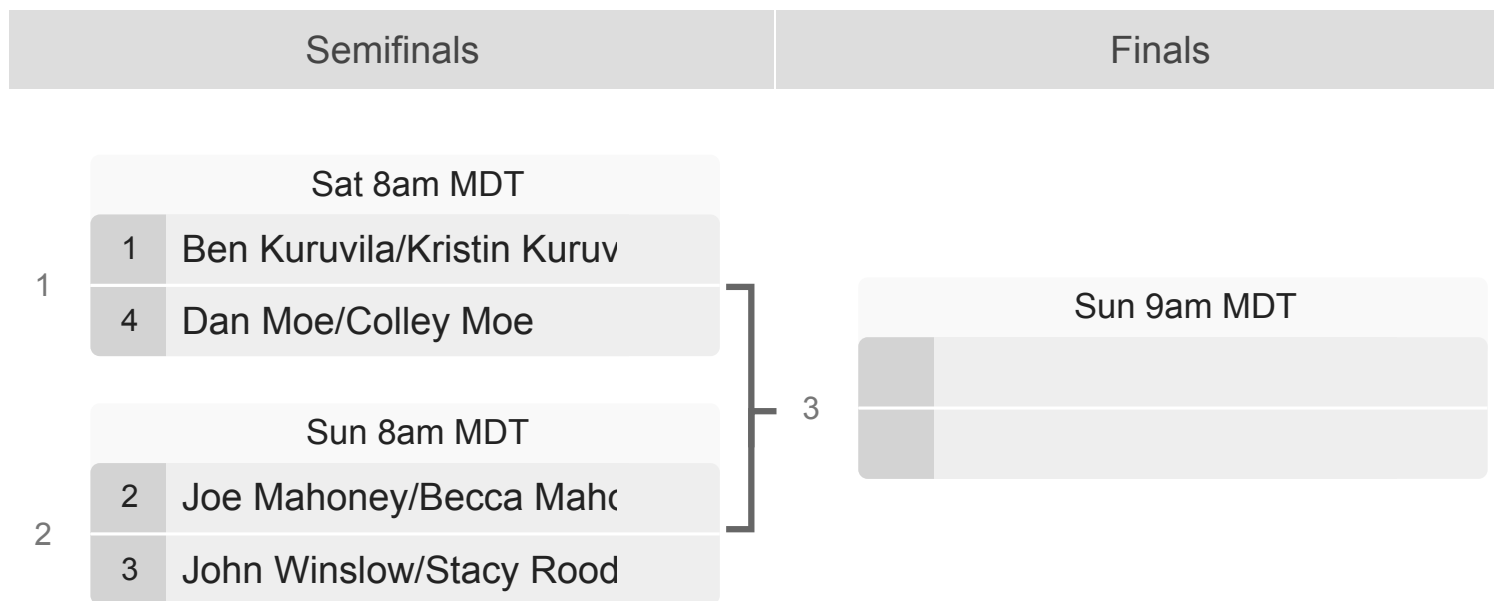 Semifinals
Finals
Sat 8am MDT
1
1 Ben Kuruvila/Kristin Kuruv
4 Dan Moe/Colley Moe
Sun 8am MDT
2
2 Joe Mahoney/Becca Maho
3 John Winslow/Stacy Rood
3
Sun 9am MDT